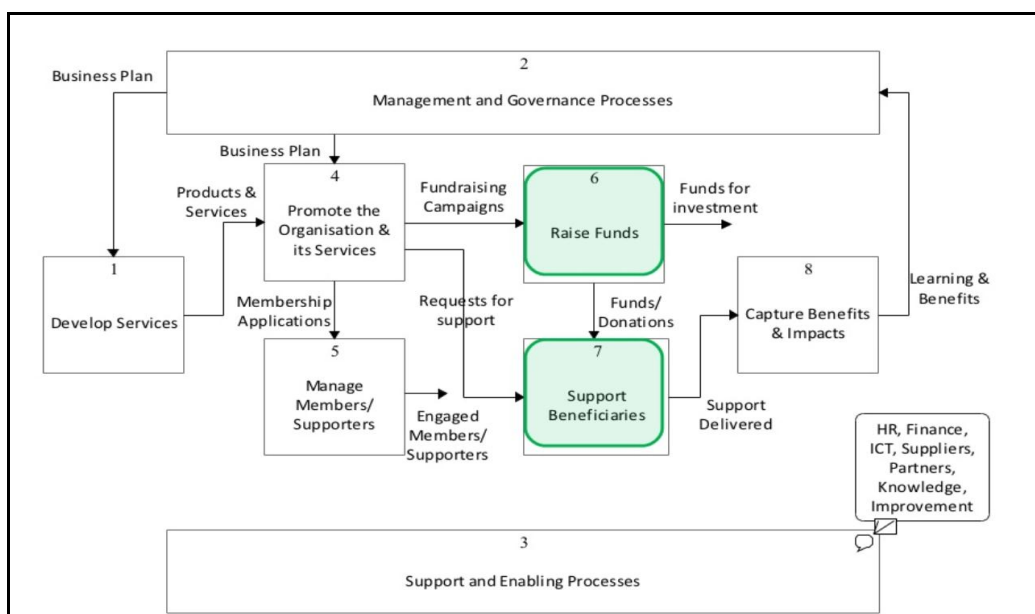 2
Management and Governance Processes
Business Plan
Business Plan
4
Promote the
Organisation &
its Services
Products &
Services
Fundraising
Campaigns
6
Raise Funds
Funds for
investment
1
Develop Services
Membership
Applications
Requests for
support
Funds/
Donations
8
Capture Benefits
& Impacts
Learning &
Benefits
5
Manage
Members/
Supporters
Engaged
Members/
Supporters
7
Support
Beneficiaries
Support
Delivered
HR, Finance,
ICT, Suppliers,
Partners,
Knowledge,
Improvement
3
Support and Enabling Processes